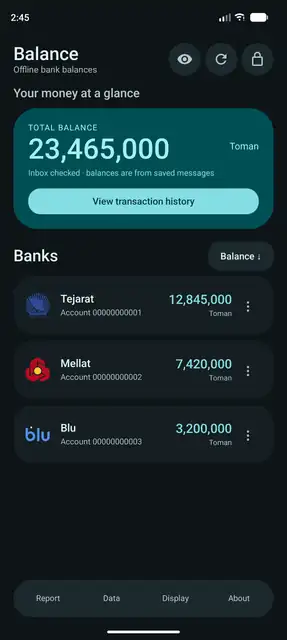 2:45
Balance
Offline bank balances
Your money at a glance
TOTAL BALANCE
23,465,000
Toman
Inbox checked · balances are from saved messages
View transaction history
Banks
Balance ↓
Tejarat
Account 00000000001
12,845,000
Toman
Mellat
Account 00000000002
7,420,000
Toman
blu
Blu
Account 00000000003
3,200,000
Toman
Report
Data
Display
About